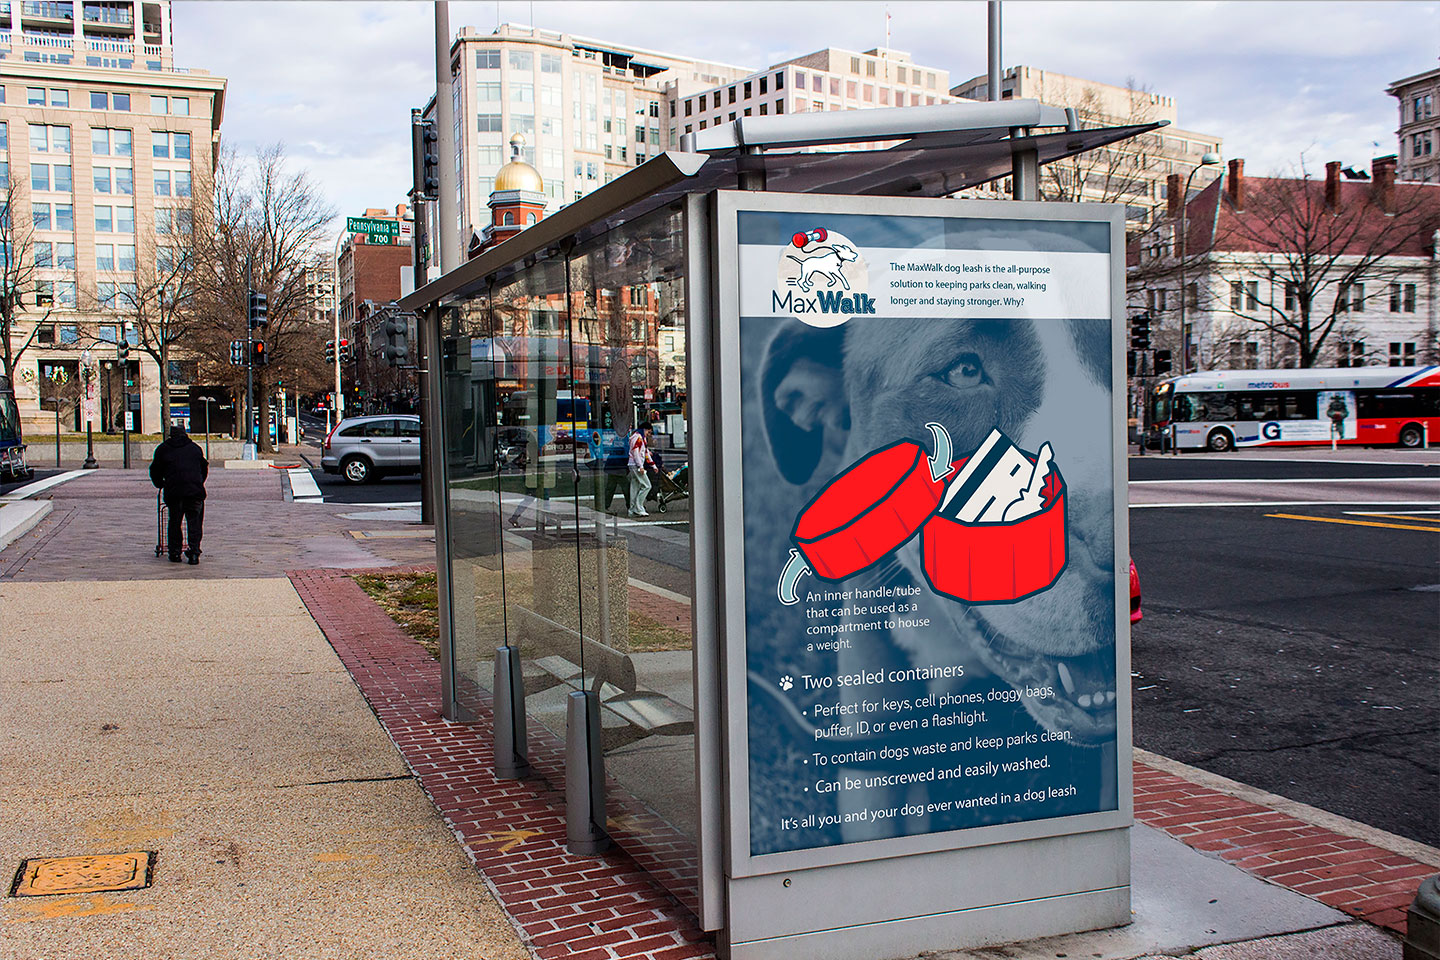 Pennsylvania Ave NW
700
metrobus
G
MaxWalk
The MaxWalk dog leash is the all-purpose
solution to keeping parks clean, walking
longer and staying stronger. Why?
An inner handle/tube
that can be used as a
compartment to house
a weight.
Two sealed containers
• Perfect for keys, cell phones, doggy bags,
puffer, ID, or even a flashlight.
• To contain dogs waste and keep parks clean.
• Can be unscrewed and easily washed.
It's all you and your dog ever wanted in a dog leash